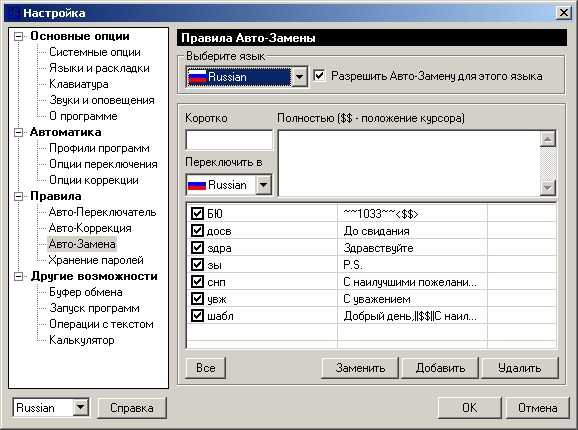 Настройка
Основные опции
Системные опции
Языки и раскладки
Клавиатура
Звуки и оповещения
О программе
Автоматика
Профили программ
Опции переключения
Опции коррекции
Правила
Авто-Переключатель
Авто-Коррекция
Авто-Замена
Хранение паролей
Другие возможности
Буфер обмена
Запуск программ
Операции с текстом
Калькулятор
Правила Авто-Замены
Выберите язык
Russian Разрешить Авто-Замену для этого языка
Коротко Полностью ($$ - положение курсора)
Переключить в
Russian
БЮ ~~1033~~<$$>
досв До свидания
здра Здравствуйте
зы P.S.
снп С наилучшими пожелани...
увж С уважением
шабл Добрый день,||$$||С наил...
Все Заменить Добавить Удалить
Russian Справка OK Отмена